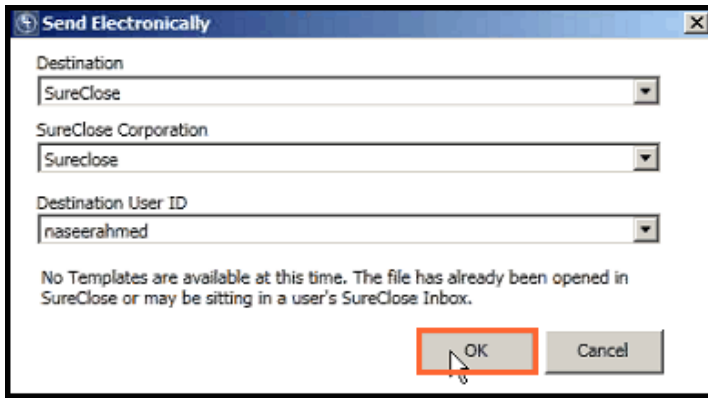 Send Electronically
Destination
SureClose
SureClose Corporation
Sureclose
Destination User ID
naseerahmed
No Templates are available at this time. The file has already been opened in
SureClose or may be sitting in a user's SureClose Inbox.
OK
Cancel